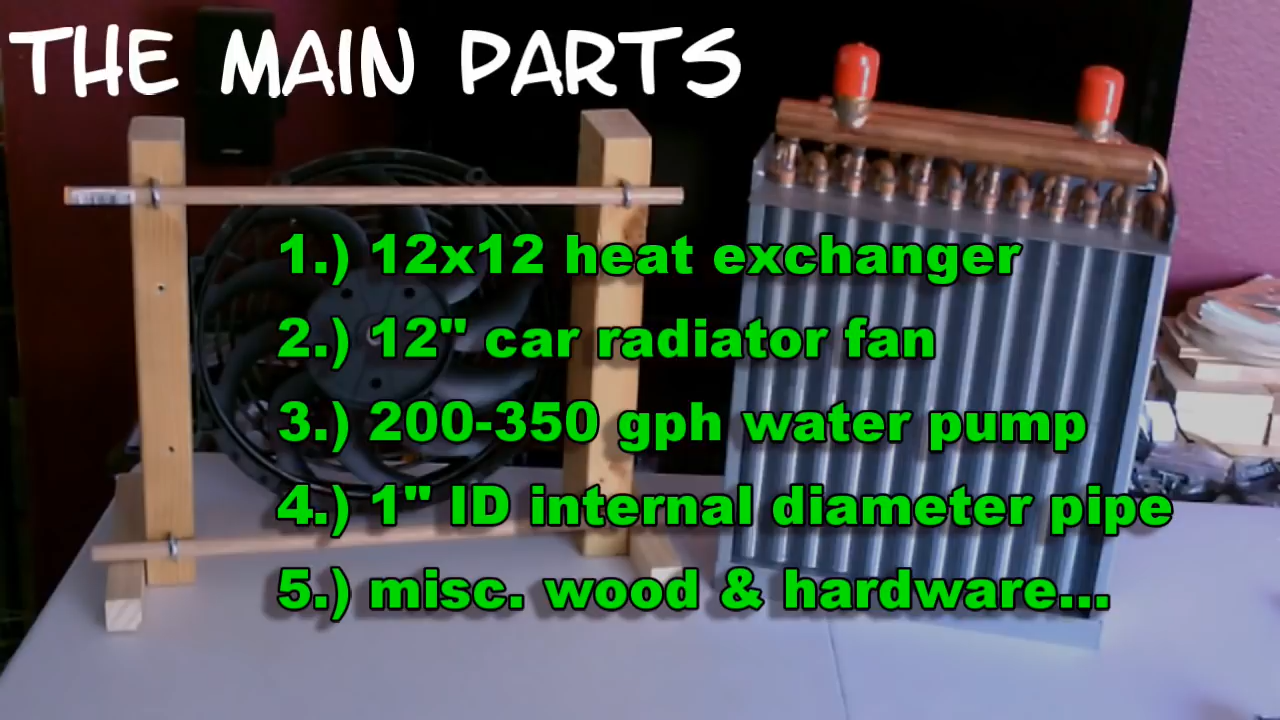 THE MAIN PARTS
1.) 12x12 heat exchanger
2.) 12" car radiator fan
3.) 200-350 gph water pump
4.) 1" ID internal diameter pipe
5.) misc. wood & hardware...